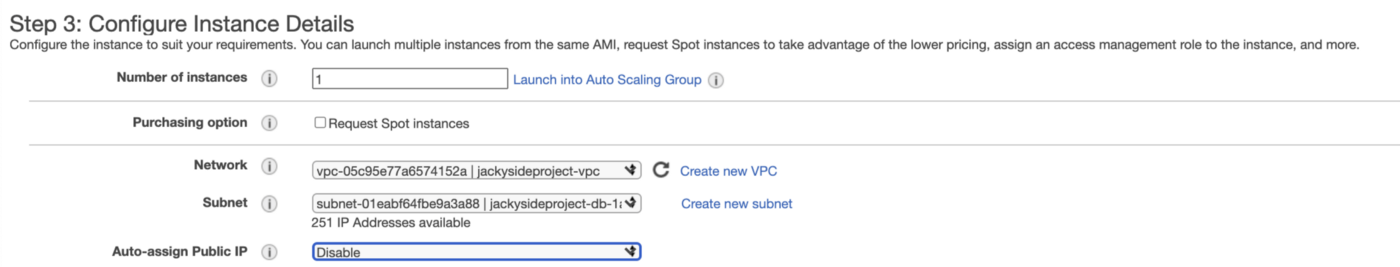 Step 3: Configure Instance Details
Configure the instance to suit your requirements. You can launch multiple instances from the same AMI, request Spot instances to take advantage of the lower pricing, assign an access management role to the instance, and more.
Number of instances i 1 Launch into Auto Scaling Group i
Purchasing option i Request Spot instances
Network i vpc-05c95e77a6574152a | jackysideproject-vpc Create new VPC
Subnet i subnet-01eabf64fbe9a3a88 | jackysideproject-db-1a Create new subnet
251 IP Addresses available
Auto-assign Public IP i Disable